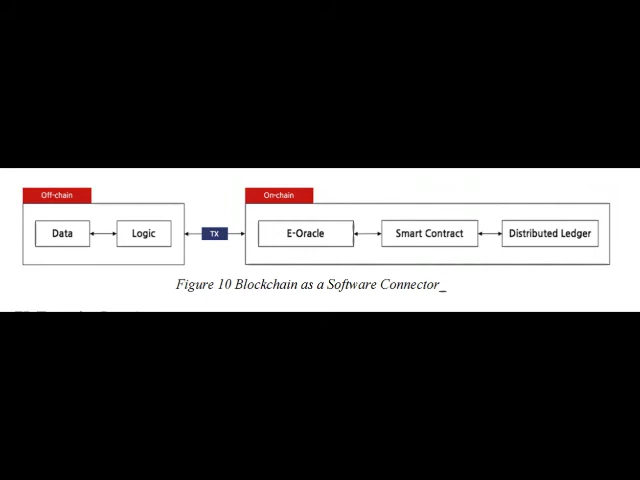 Off-chain
On-chain
Data
Logic
TX
E-Oracle
Smart Contract
Distributed Ledger
Figure 10 Blockchain as a Software Connector_